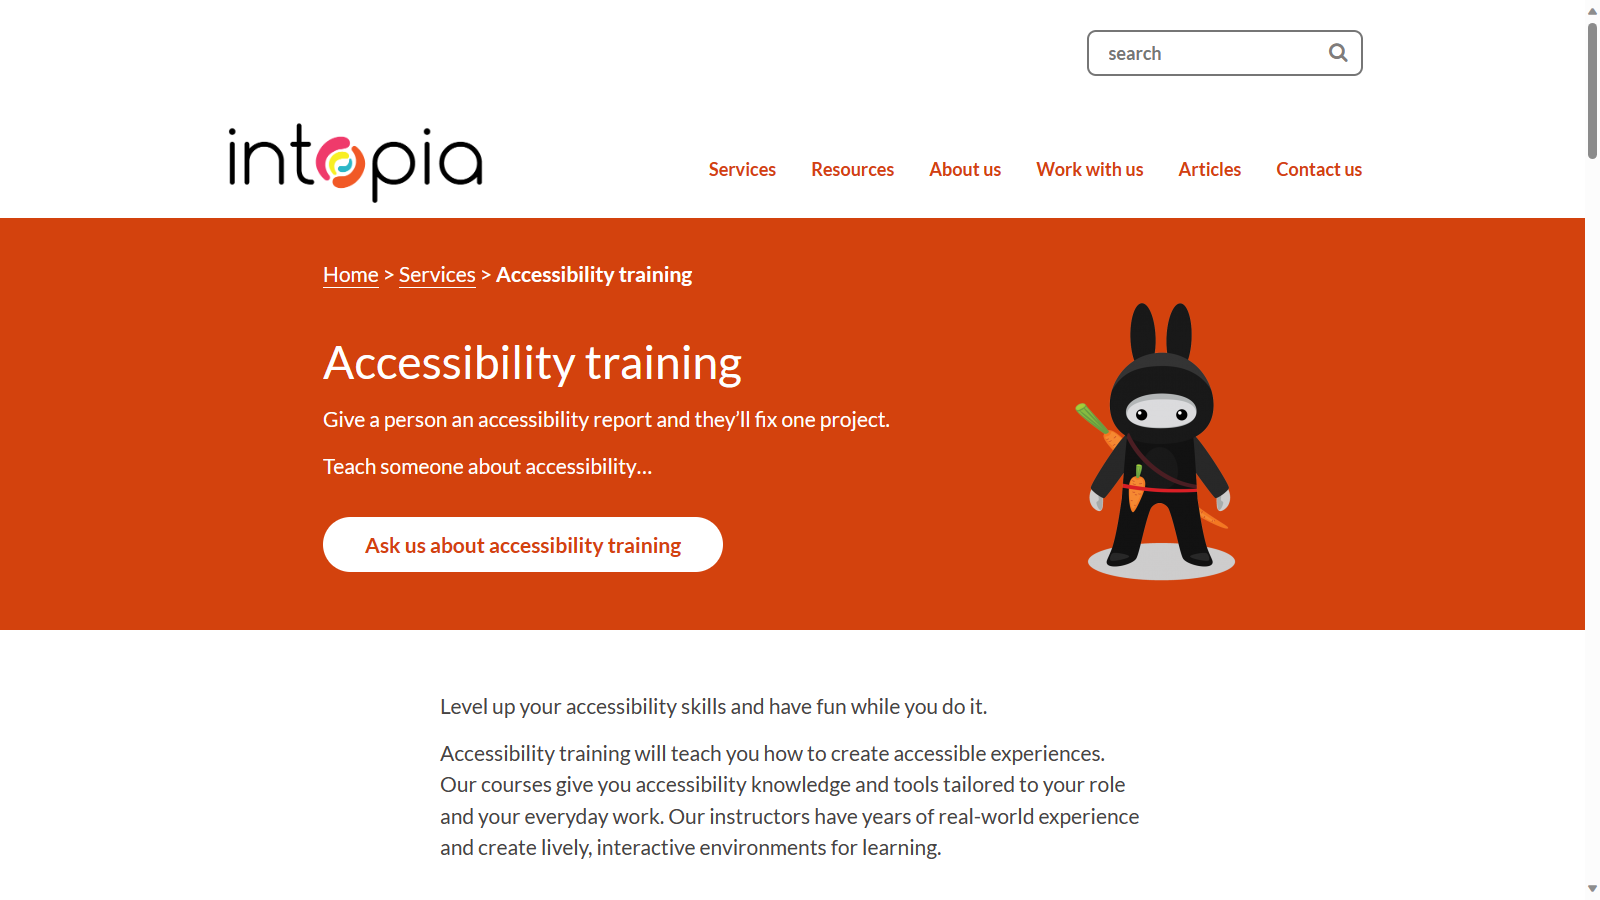 search
intopia
Services Resources About us Work with us Articles Contact us
Home > Services > Accessibility training
Accessibility training
Give a person an accessibility report and they’ll fix one project.
Teach someone about accessibility…
Ask us about accessibility training
Level up your accessibility skills and have fun while you do it.
Accessibility training will teach you how to create accessible experiences.
Our courses give you accessibility knowledge and tools tailored to your role
and your everyday work. Our instructors have years of real-world experience
and create lively, interactive environments for learning.